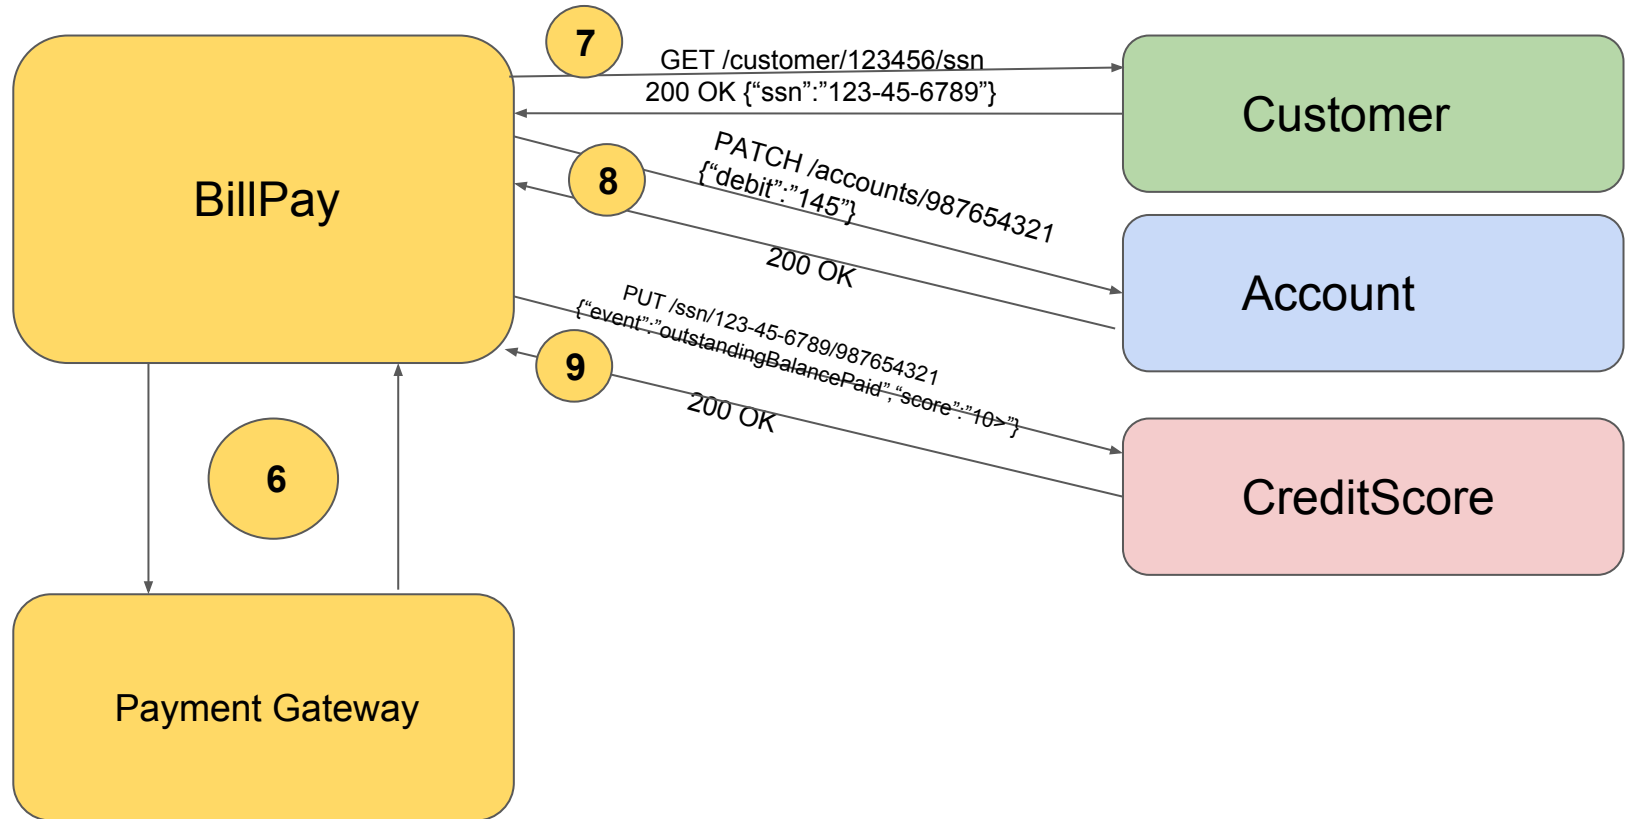 7
GET /customer/123456/ssn
200 OK {“ssn”:”123-45-6789”}
Customer
BillPay
8
PATCH /accounts/987654321
{“debit”:”145”}
200 OK
Account
PUT /ssn/123-45-6789/987654321
{“event”:”outstandingBalancePaid”,“score”:”10>”}
9
200 OK
CreditScore
6
Payment Gateway